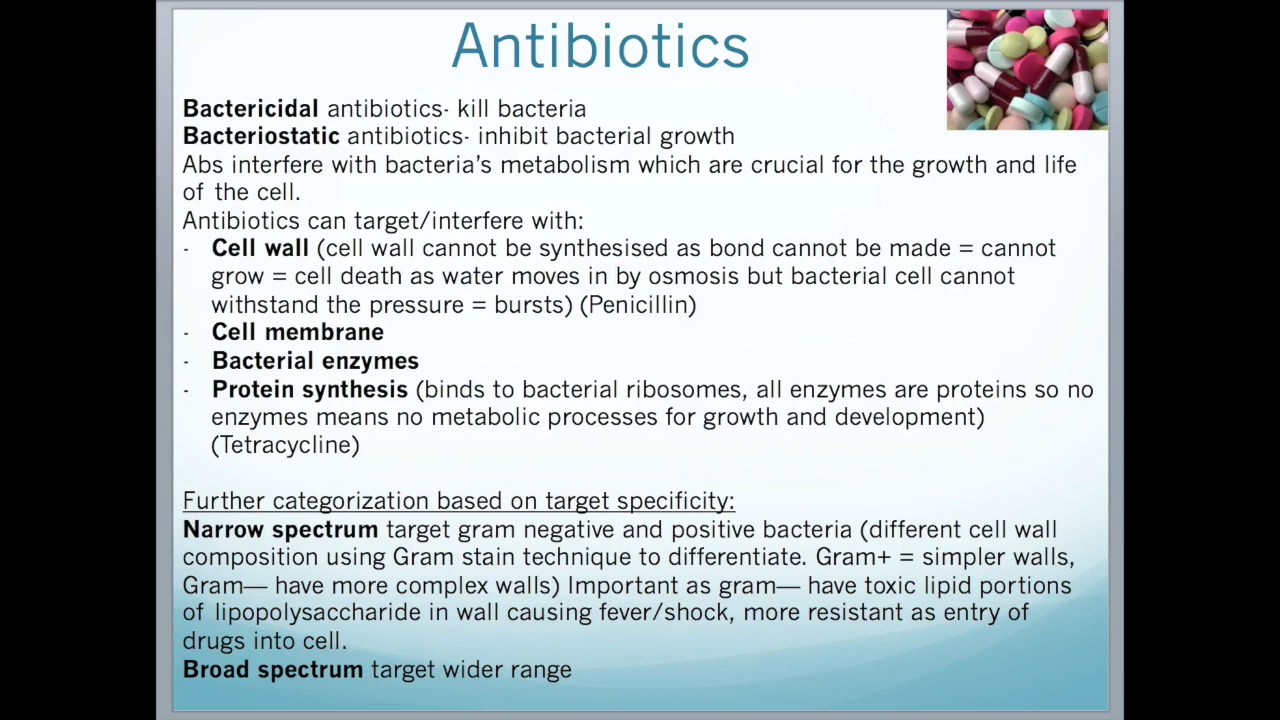 Antibiotics
Bactericidal antibiotics- kill bacteria
Bacteriostatic antibiotics- inhibit bacterial growth
Abs interfere with bacteria's metabolism which are crucial for the growth and life
of the cell.
Antibiotics can target/interfere with:
- Cell wall (cell wall cannot be synthesised as bond cannot be made = cannot
grow = cell death as water moves in by osmosis but bacterial cell cannot
withstand the pressure = bursts) (Penicillin)
- Cell membrane
- Bacterial enzymes
- Protein synthesis (binds to bacterial ribosomes, all enzymes are proteins so no
enzymes means no metabolic processes for growth and development)
(Tetracycline)
Further categorization based on target specificity:
Narrow spectrum target gram negative and positive bacteria (different cell wall
composition using Gram stain technique to differentiate. Gram+ = simpler walls,
Gram— have more complex walls) Important as gram— have toxic lipid portions
of lipopolysaccharide in wall causing fever/shock, more resistant as entry of
drugs into cell.
Broad spectrum target wider range